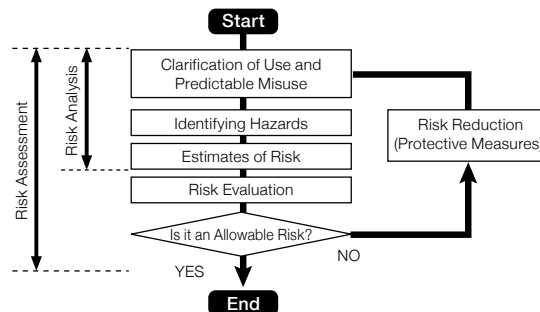 Start
Clarification of Use and
Predictable Misuse
Identifying Hazards
Estimates of Risk
Risk Evaluation
Is it an Allowable Risk?
YES
NO
End
Risk Reduction
(Protective Measures)
Risk Analysis
Risk Assessment